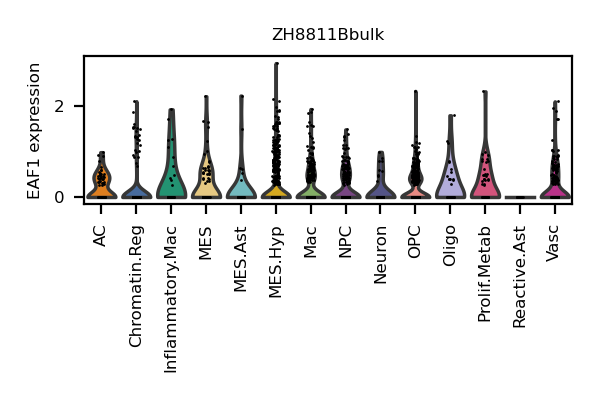 ZH8811Bbulk
EAF1 expression
2
0
AC
Chromatin.Reg
Inflammatory.Mac
MES
MES.Ast
MES.Hyp
Mac
NPC
Neuron
OPC
Oligo
Prolif.Metab
Reactive.Ast
Vasc